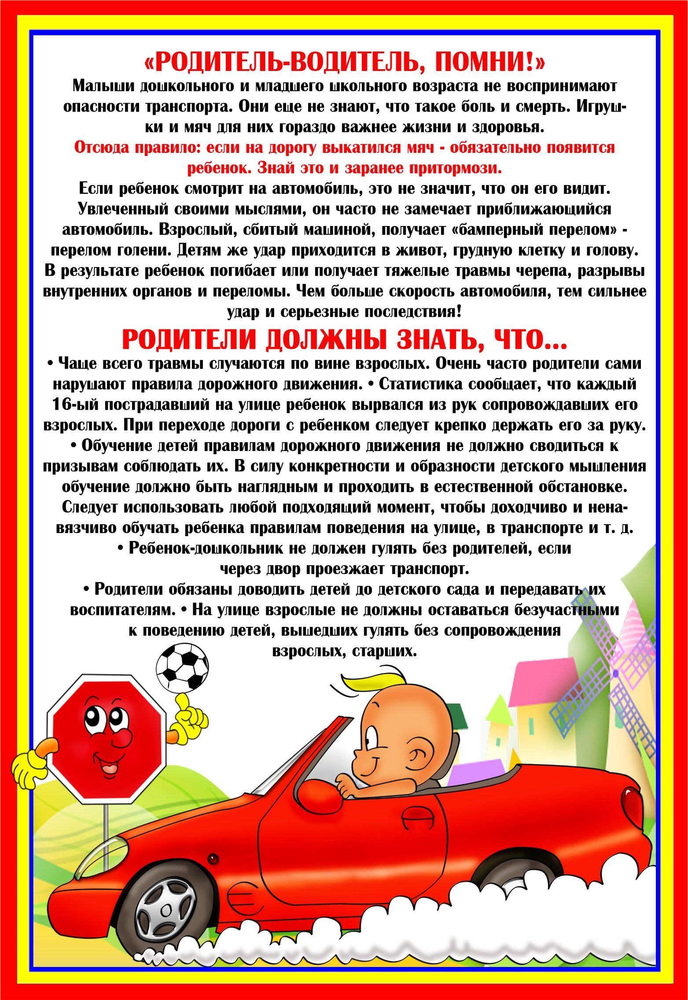 «РОДИТЕЛЬ-ВОДИТЕЛЬ, ПОМНИ!»
Малыши дошкольного и младшего школьного возраста не воспринимают
опасности транспорта. Они еще не знают, что такое боль и смерть. Игруш-
ки и мяч для них гораздо важнее жизни и здоровья.
Отсюда правило: если на дорогу выкатился мяч - обязательно появится
ребенок. Знай это и заранее притормози.
Если ребенок смотрит на автомобиль, это не значит, что он его видит.
Увлеченный своими мыслями, он часто не замечает приближающийся
автомобиль. Взрослый, сбитый машиной, получает «бамперный перелом» -
перелом голени. Детям же удар приходится в живот, грудную клетку и голову.
В результате ребенок погибает или получает тяжелые травмы черепа, разрывы
внутренних органов и переломы. Чем больше скорость автомобиля, тем сильнее
удар и серьезные последствия!
РОДИТЕЛИ ДОЛЖНЫ ЗНАТЬ, ЧТО...
• Чаще всего травмы случаются по вине взрослых. Очень часто родители сами
нарушают правила дорожного движения. • Статистика сообщает, что каждый
16-ый пострадавший на улице ребенок вырвался из рук сопровождавших его
взрослых. При переходе дороги с ребенком следует крепко держать его за руку.
• Обучение детей правилам дорожного движения не должно сводиться к
призывам соблюдать их. В силу конкретности и образности детского мышления
обучение должно быть наглядным и проходить в естественной обстановке.
Следует использовать любой подходящий момент, чтобы доходчиво и нена-
вязчиво обучать ребенка правилам поведения на улице, в транспорте и т. д.
• Ребенок-дошкольник не должен гулять без родителей, если
через двор проезжает транспорт.
• Родители обязаны доводить детей до детского сада и передавать их
воспитателям. • На улице взрослые не должны оставаться безучастными
к поведению детей, вышедших гулять без сопровождения
взрослых, старших.